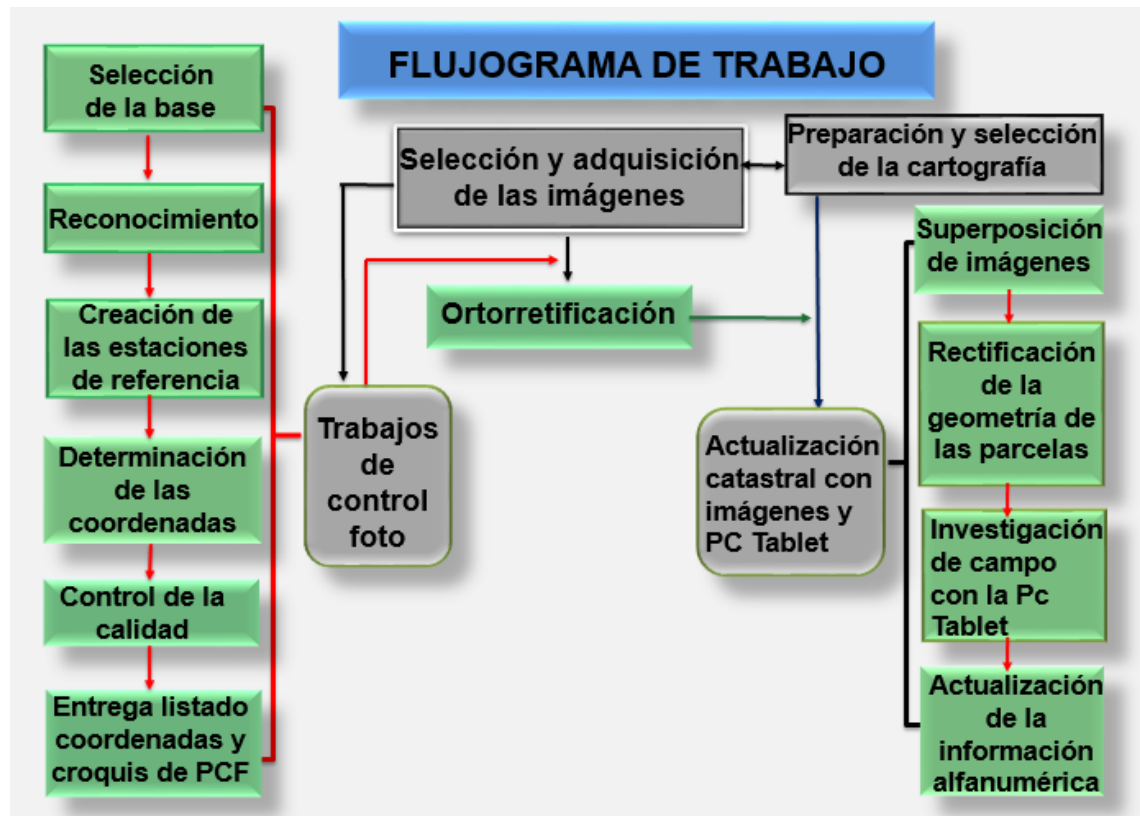 FLUJOGRAMA DE TRABAJO
Selección
de la base
Reconocimiento
Creación de
las estaciones
de referencia
Determinación
de las
coordenadas
Control de la
calidad
Entrega listado
coordenadas y
croquis de PCF
Selección y adquisición
de las imágenes
Preparación y selección
de la cartografía
Ortorretificación
Trabajos
de
control
foto
Actualización
catastral con
imágenes y
PC Tablet
Superposición
de imágenes
Rectificación
de la
geometría de
las parcelas
Investigación
de campo
con la Pc
Tablet
Actualización
de la
información
alfanumérica